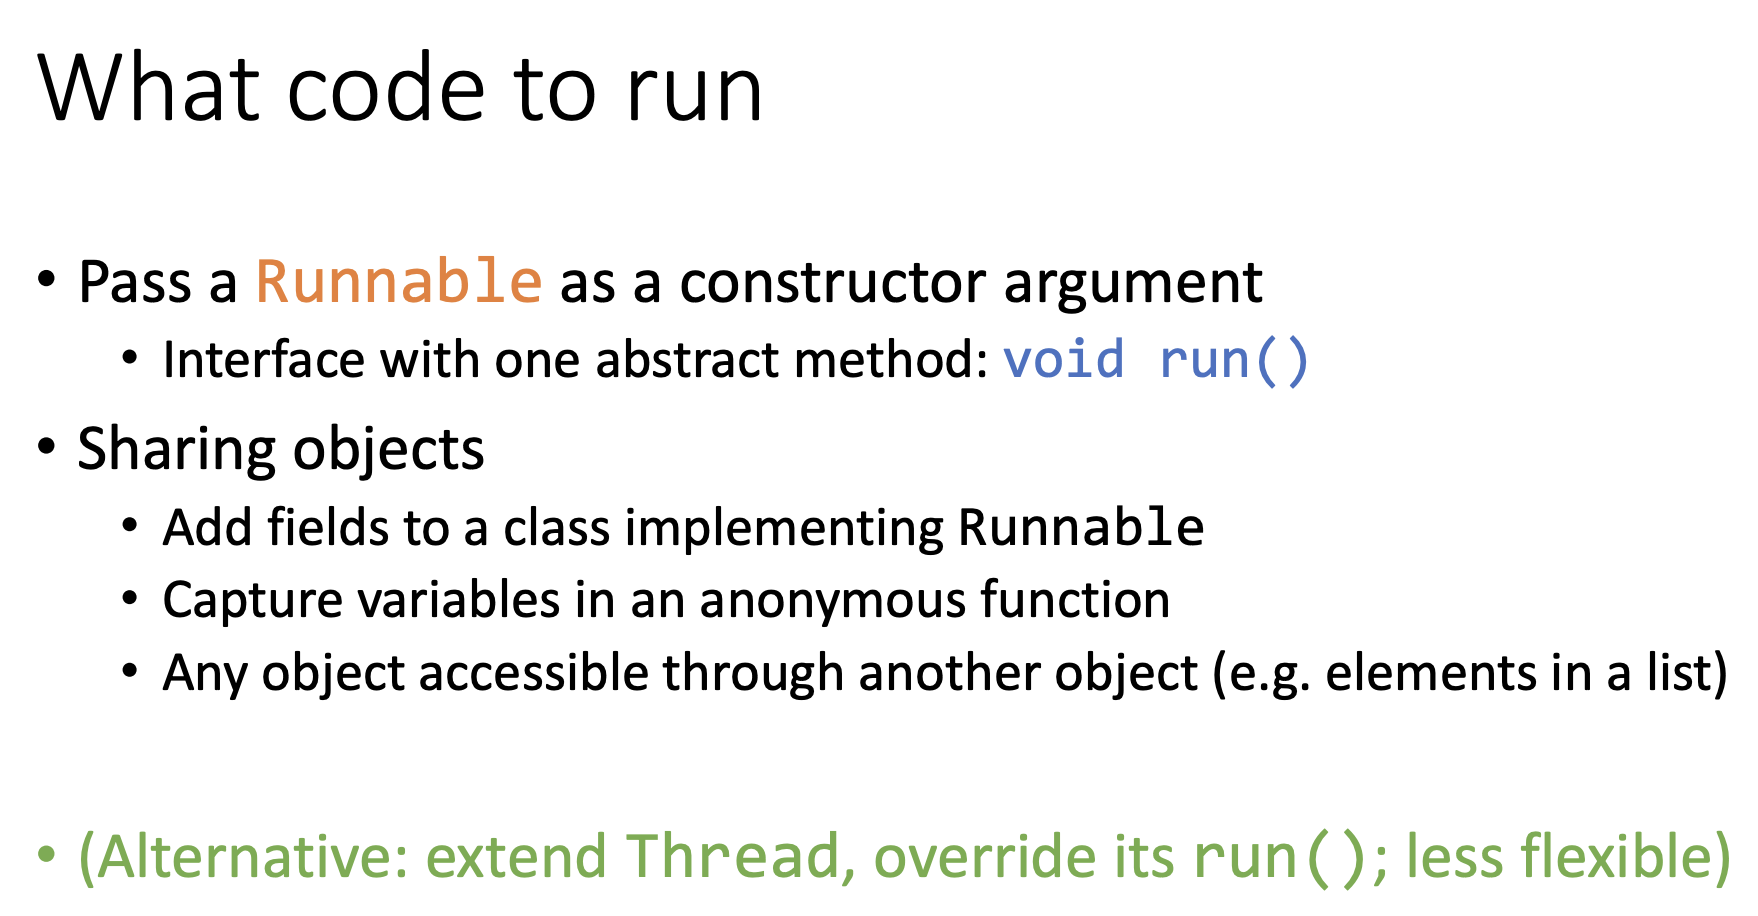 What code to run
• Pass a Runnable as a constructor argument
• Interface with one abstract method: void run()
• Sharing objects
• Add fields to a class implementing Runnable
• Capture variables in an anonymous function
• Any object accessible through another object (e.g. elements in a list)
• (Alternative: extend Thread, override its run(); less flexible)